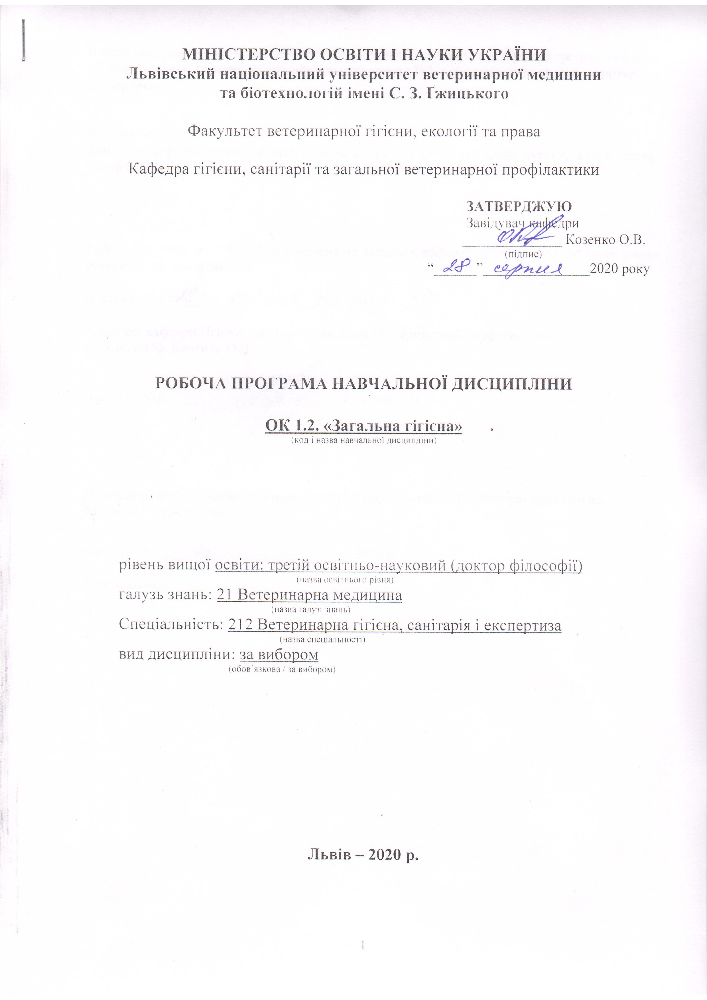 МІНІСТЕРСТВО ОСВІТИ І НАУКИ УКРАЇНИ
Львівський національний університет ветеринарної медицини
та біотехнологій імені С. З. Ґжицького
Факультет ветеринарної гігієни, екології та права
Кафедра гігієни, санітарії та загальної ветеринарної профілактики
ЗАТВЕРДЖУЮ
Завідувач кафедри
______________ Козенко О.В.
(підпис)
“ 28 ” серпня 2020 року
РОБОЧА ПРОГРАМА НАВЧАЛЬНОЇ ДИСЦИПЛІНИ
ОК 1.2. «Загальна гігієна»
(код і назва навчальної дисципліни)
рівень вищої освіти: третій освітньо-науковий (доктор філософії)
(назва освітнього рівня)
галузь знань: 21 Ветеринарна медицина
(назва галузі знань)
Спеціальність: 212 Ветеринарна гігієна, санітарія і експертиза
(назва спеціальності)
вид дисципліни: за вибором
(обов'язкова / за вибором)
Львів – 2020 р.
1